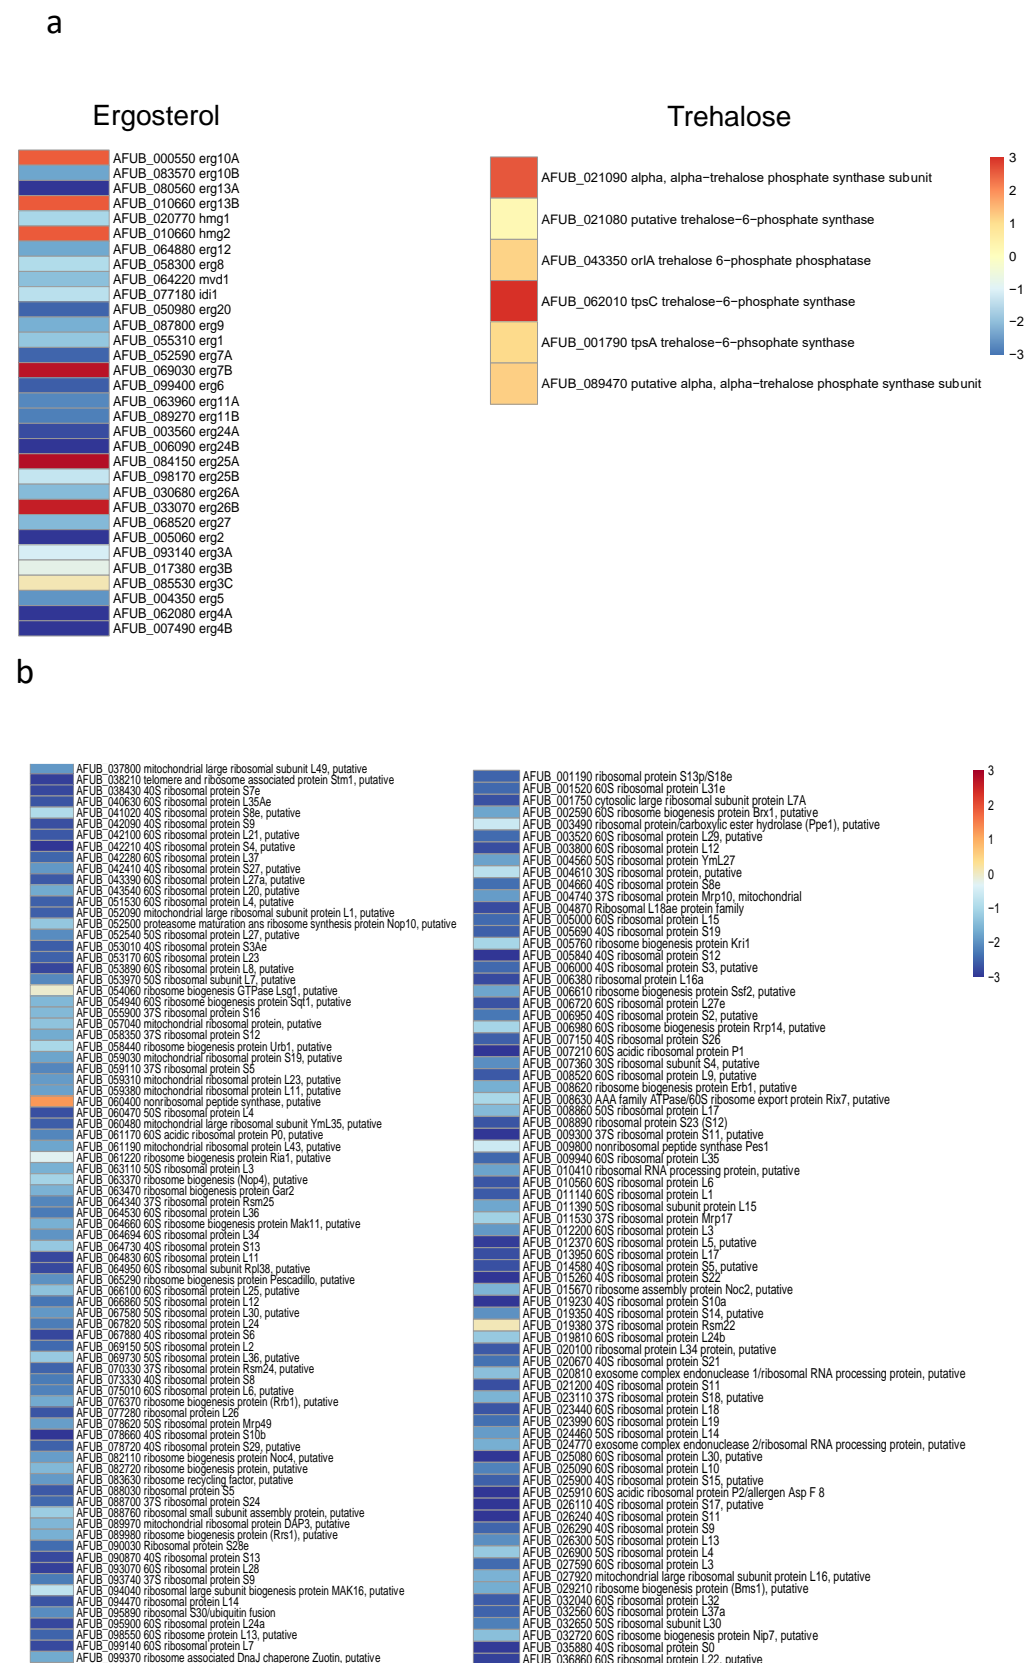 a
Ergosterol
AFUB_000550 erg10A
AFUB_083570 erg10B
AFUB_080560 erg13A
AFUB_010660 erg13B
AFUB_020770 hmg1
AFUB_010660 hmg2
AFUB_064880 erg12
AFUB_058300 erg8
AFUB_064220 mvd1
AFUB_077180 idi1
AFUB_050980 erg20
AFUB_087800 erg9
AFUB_055310 erg1
AFUB_052590 erg7A
AFUB_069030 erg7B
AFUB_099400 erg6
AFUB_063960 erg11A
AFUB_089270 erg11B
AFUB_003560 erg24A
AFUB_006090 erg24B
AFUB_084150 erg25A
AFUB_098170 erg25B
AFUB_030680 erg26A
AFUB_033070 erg26B
AFUB_068520 erg27
AFUB_005060 erg2
AFUB_093140 erg3A
AFUB_017380 erg3B
AFUB_085530 erg3C
AFUB_004350 erg5
AFUB_062080 erg4A
AFUB_007490 erg4B
Trehalose
AFUB_021090 alpha, alpha−trehalose phosphate synthase subunit
AFUB_021080 putative trehalose−6−phosphate synthase
AFUB_043350 orlA trehalose 6−phosphate phosphatase
AFUB_062010 tpsC trehalose−6−phosphate synthase
AFUB_001790 tpsA trehalose−6−phsophate synthase
AFUB_089470 putative alpha, alpha−trehalose phosphate synthase subunit
3
2
1
0
−1
−2
−3
b
AFUB_037800 mitochondrial large ribosomal subunit L49, putative
AFUB_038210 telomere and ribosome associated protein Stm1, putative
AFUB_038430 40S ribosomal protein S7e
AFUB_040630 60S ribosomal protein L35Ae
AFUB_041020 40S ribosomal protein S8e, putative
AFUB_042090 40S ribosomal protein S9
AFUB_042100 60S ribosomal protein L21, putative
AFUB_042210 40S ribosomal protein S4, putative
AFUB_042280 60S ribosomal protein L37
AFUB_042410 40S ribosomal protein S27, putative
AFUB_043390 60S ribosomal protein L27a, putative
AFUB_043540 60S ribosomal protein L20, putative
AFUB_051530 60S ribosomal protein L4, putative
AFUB_052090 mitochondrial large ribosomal subunit protein L1, putative
AFUB_052500 proteasome maturation ans ribosome synthesis protein Nop10, putative
AFUB_052540 50S ribosomal protein L27, putative
AFUB_053010 40S ribosomal protein S3Ae
AFUB_053170 60S ribosomal protein L23
AFUB_053890 60S ribosomal protein L8, putative
AFUB_053970 50S ribosomal subunit L7, putative
AFUB_054060 ribosome biogenesis GTPase Lsg1, putative
AFUB_054940 60S ribosome biogenesis protein Sqt1, putative
AFUB_055900 37S ribosomal protein S16
AFUB_057040 mitochondrial ribosomal protein, putative
AFUB_058350 37S ribosomal protein S12
AFUB_058440 ribosome biogenesis protein Urb1, putative
AFUB_059030 mitochondrial ribosomal protein S19, putative
AFUB_059110 37S ribosomal protein S5
AFUB_059310 mitochondrial ribosomal protein L23, putative
AFUB_059380 mitochondrial ribosomal protein L11, putative
AFUB_060400 nonribosomal peptide synthase, putative
AFUB_060470 50S ribosomal protein L4
AFUB_060480 mitochondrial large ribosomal subunit YmL35, putative
AFUB_061170 60S acidic ribosomal protein P0, putative
AFUB_061190 mitochondrial ribosomal protein L43, putative
AFUB_061220 ribosome biogenesis protein Ria1, putative
AFUB_063110 50S ribosomal protein L3
AFUB_063370 ribosome biogenesis (Nop4), putative
AFUB_063470 ribosomal biogenesis protein Gar2
AFUB_064340 37S ribosomal protein Rsm25
AFUB_064530 60S ribosomal protein L36
AFUB_064660 60S ribosome biogenesis protein Mak11, putative
AFUB_064694 60S ribosomal protein L34
AFUB_064730 40S ribosomal protein S13
AFUB_064830 60S ribosomal protein L11
AFUB_064950 60S ribosomal subunit Rpl38, putative
AFUB_065290 ribosome biogenesis protein Pescadillo, putative
AFUB_066100 60S ribosomal protein L25, putative
AFUB_066860 50S ribosomal protein L12
AFUB_067580 60S ribosomal protein L30, putative
AFUB_067820 50S ribosomal protein L24
AFUB_067880 40S ribosomal protein S6
AFUB_069150 50S ribosomal protein L2
AFUB_069730 50S ribosomal protein L36, putative
AFUB_070330 37S ribosomal protein Rsm24, putative
AFUB_073330 40S ribosomal protein S8
AFUB_075010 60S ribosomal protein L6, putative
AFUB_076370 ribosome biogenesis protein (Rrb1), putative
AFUB_077280 ribosomal protein L26
AFUB_078620 50S ribosomal protein Mrp49
AFUB_078660 40S ribosomal protein S10b
AFUB_078720 40S ribosomal protein S29, putative
AFUB_082110 ribosome biogenesis protein Noc4, putative
AFUB_082720 ribosome biogenesis protein, putative
AFUB_083630 ribosome recycling factor, putative
AFUB_088030 ribosomal protein S5
AFUB_088700 37S ribosomal protein S24
AFUB_088760 ribosomal small subunit assembly protein, putative
AFUB_089970 mitochondrial ribosomal protein DAP3, putative
AFUB_089980 ribosome biogenesis protein (Rrs1), putative
AFUB_090030 Ribosomal protein S28e
AFUB_090870 40S ribosomal protein S13
AFUB_093070 60S ribosomal protein L28
AFUB_093740 37S ribosomal protein S9
AFUB_094040 ribosomal large subunit biogenesis protein MAK16, putative
AFUB_094470 ribosomal protein L14
AFUB_095890 ribosomal S30/ubiquitin fusion
AFUB_095900 60S ribosomal protein L24a
AFUB_098550 60S ribosomal protein L13, putative
AFUB_099140 60S ribosomal protein L7
AFUB_099370 ribosome associated DnaJ chaperone Zuotin, putative
AFUB_001190 ribosomal protein S13p/S18e
AFUB_001520 60S ribosomal protein L31e
AFUB_001750 cytosolic large ribosomal subunit protein L7A
AFUB_002590 60S ribosome biogenesis protein Brx1, putative
AFUB_003490 ribosomal protein/carboxylic ester hydrolase (Ppe1), putative
AFUB_003520 60S ribosomal protein L29, putative
AFUB_003800 60S ribosomal protein L12
AFUB_004560 50S ribosomal protein YmL27
AFUB_004610 30S ribosomal protein, putative
AFUB_004660 40S ribosomal protein S8e
AFUB_004740 37S ribosomal protein Mrp10, mitochondrial
AFUB_004870 Ribosomal L18ae protein family
AFUB_005000 60S ribosomal protein L15
AFUB_005690 40S ribosomal protein S19
AFUB_005760 ribosome biogenesis protein Kri1
AFUB_005840 40S ribosomal protein S12
AFUB_006000 40S ribosomal protein S3, putative
AFUB_006380 ribosomal protein L16a
AFUB_006610 ribosome biogenesis protein Ssf2, putative
AFUB_006720 60S ribosomal protein L27e
AFUB_006950 40S ribosomal protein S2, putative
AFUB_006980 60S ribosome biogenesis protein Rrp14, putative
AFUB_007150 40S ribosomal protein S26
AFUB_007210 60S acidic ribosomal protein P1
AFUB_007360 30S ribosomal subunit S4, putative
AFUB_008520 60S ribosomal protein L9, putative
AFUB_008620 ribosome biogenesis protein Erb1, putative
AFUB_008630 AAA family ATPase/60S ribosome export protein Rix7, putative
AFUB_008860 50S ribosomal protein L17
AFUB_008890 ribosomal protein S23 (S12)
AFUB_009300 37S ribosomal protein S11, putative
AFUB_009800 nonribosomal peptide synthase Pes1
AFUB_009940 60S ribosomal protein L35
AFUB_010410 ribosomal RNA processing protein, putative
AFUB_010560 60S ribosomal protein L6
AFUB_011140 60S ribosomal protein L1
AFUB_011390 50S ribosomal subunit protein L15
AFUB_011530 37S ribosomal protein Mrp17
AFUB_012200 60S ribosomal protein L3
AFUB_012370 60S ribosomal protein L5, putative
AFUB_013950 60S ribosomal protein L17
AFUB_014580 40S ribosomal protein S5, putative
AFUB_015260 40S ribosomal protein S22
AFUB_015670 ribosome assembly protein Noc2, putative
AFUB_019230 40S ribosomal protein S10a
AFUB_019350 40S ribosomal protein S14, putative
AFUB_019380 37S ribosomal protein Rsm22
AFUB_019810 60S ribosomal protein L24b
AFUB_020100 ribosomal protein L34 protein, putative
AFUB_020670 40S ribosomal protein S21
AFUB_020810 exosome complex endonuclease 1/ribosomal RNA processing protein, putative
AFUB_021200 40S ribosomal protein S11
AFUB_023110 37S ribosomal protein S18, putative
AFUB_023440 60S ribosomal protein L18
AFUB_023990 60S ribosomal protein L19
AFUB_024460 50S ribosomal protein L14
AFUB_024770 exosome complex endonuclease 2/ribosomal RNA processing protein, putative
AFUB_025080 60S ribosomal protein L30, putative
AFUB_025090 60S ribosomal protein L10
AFUB_025900 40S ribosomal protein S15, putative
AFUB_025910 60S acidic ribosomal protein P2/allergen Asp F 8
AFUB_026110 40S ribosomal protein S17, putative
AFUB_026240 40S ribosomal protein S11
AFUB_026290 40S ribosomal protein S9
AFUB_026300 50S ribosomal protein L13
AFUB_026900 50S ribosomal protein L4
AFUB_027590 60S ribosomal protein L3
AFUB_027920 mitochondrial large ribosomal subunit protein L16, putative
AFUB_029210 ribosome biogenesis protein (Bms1), putative
AFUB_032040 60S ribosomal protein L32
AFUB_032560 60S ribosomal protein L37a
AFUB_032650 50S ribosomal subunit L30
AFUB_032720 60S ribosome biogenesis protein Nip7, putative
AFUB_035880 40S ribosomal protein S0
AFUB_036860 60S ribosomal protein L22, putative
3
2
1
0
−1
−2
−3